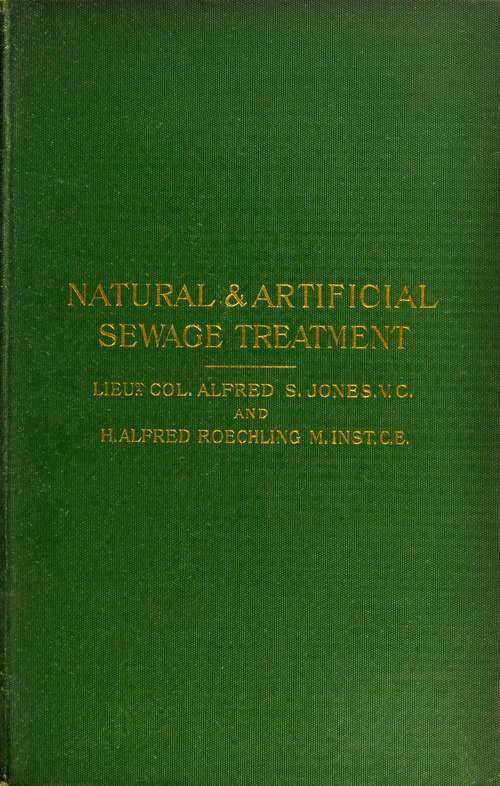 NATURAL & ARTIFICIAL
SEWAGE TREATMENT
LIEUT. COL. ALFRED S. JONES. V.C.
AND
H. ALFRED ROECHLING M. INST. C.E.